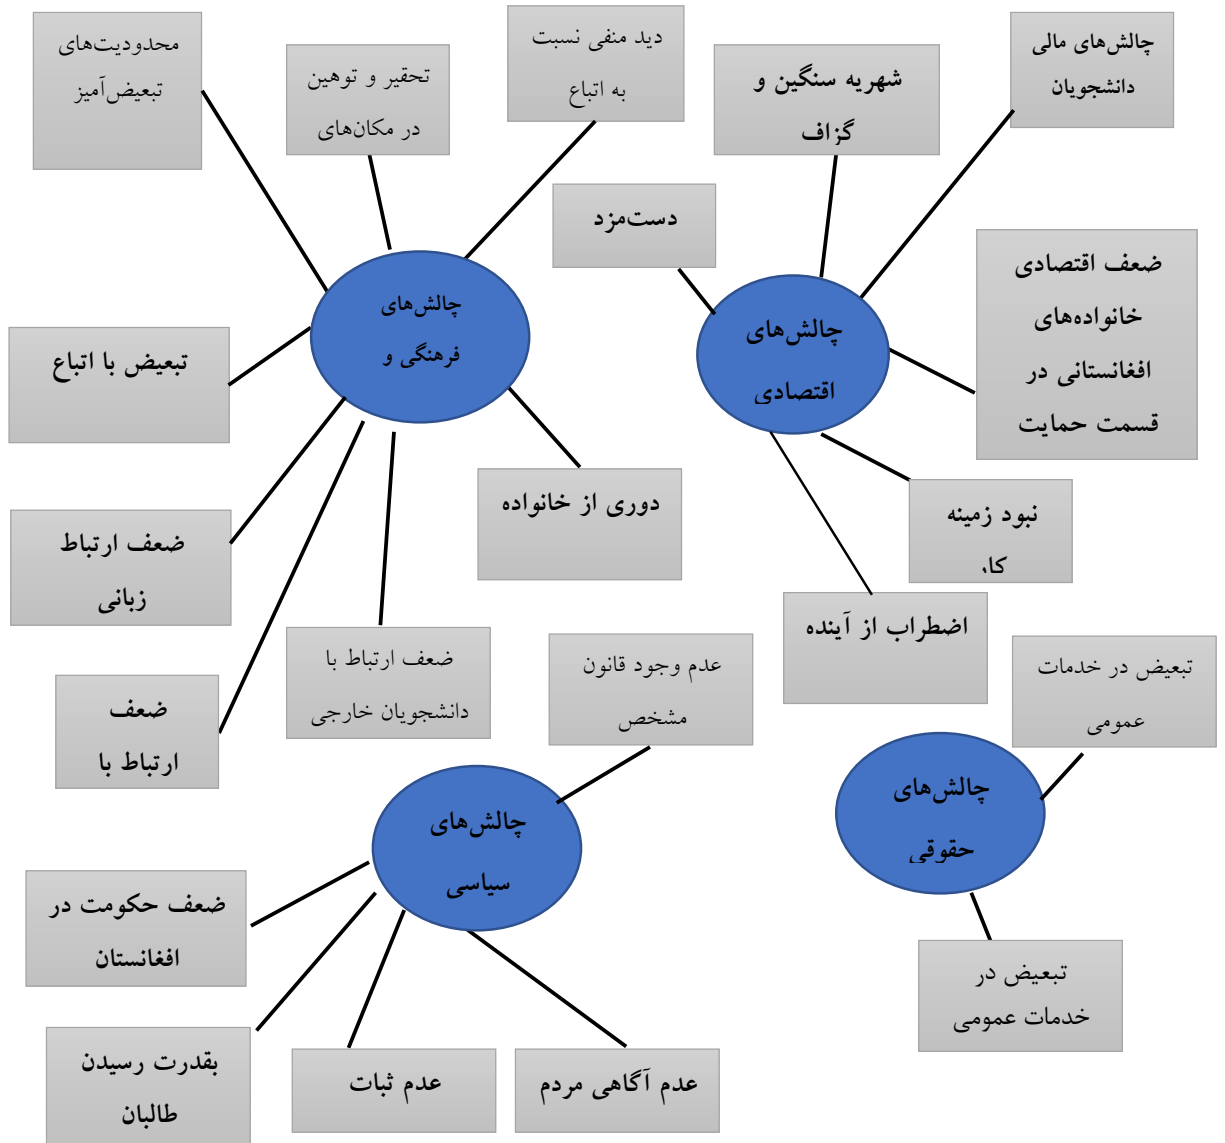 محدودیت‌های
تبعیض‌آمیز
تحقیر و توهین
در مکان‌های
دید منفی نسبت
به اتباع
شهریه سنگین و
گزاف
چالش‌های مالی
دانشجویان
دست‌مزد
ضعف اقتصادی
خانواده‌های
افغانستانی در
قسمت حمایت
چالش‌های
فرهنگی و
چالش‌های
اقتصادی
تبعیض با اتباع
دوری از خانواده
نبود زمینه
کار
ضعف ارتباط
زبانی
اضطراب از آینده
ضعف ارتباط با
دانشجویان خارجی
عدم وجود قانون
مشخص
تبعیض در خدمات
عمومی
ضعف
ارتباط با
چالش‌های
سیاسی
چالش‌های
حقوقی
ضعف حکومت در
افغانستان
تبعیض در
خدمات عمومی
بقدرت رسیدن
طالبان
عدم ثبات
عدم آگاهی مردم